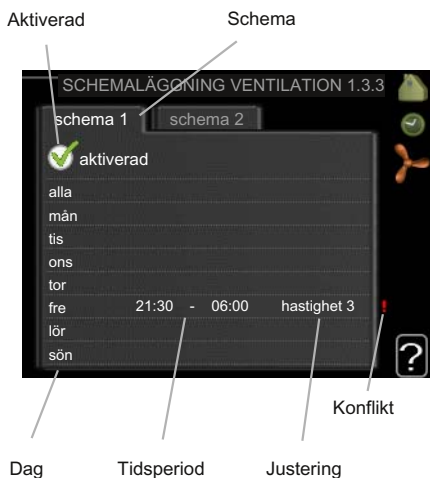 Aktiverad Schema
SCHEMALÄGGNING VENTILATION 1.3.3
schema 1 schema 2
aktiverad
alla
mån
tis
ons
tor
fre 21:30 - 06:00 hastighet 3 !
lör
sön
?
Konflikt
Dag Tidsperiod Justering